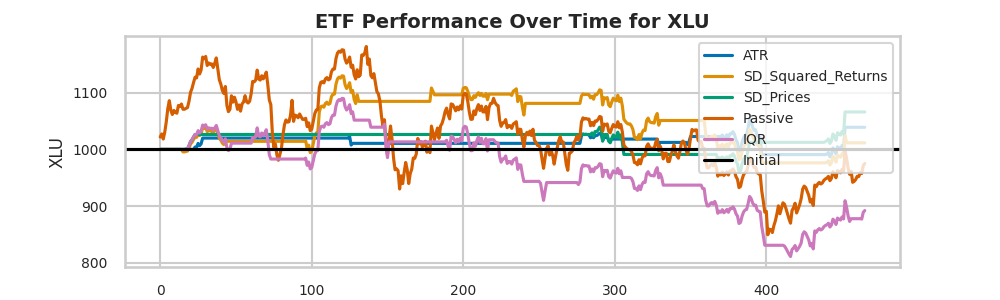 ETF Performance Over Time for XLU
XLU
1100
1000
900
800
0
100
200
300
400
ATR
SD_Squared_Returns
SD_Prices
Passive
IQR
Initial